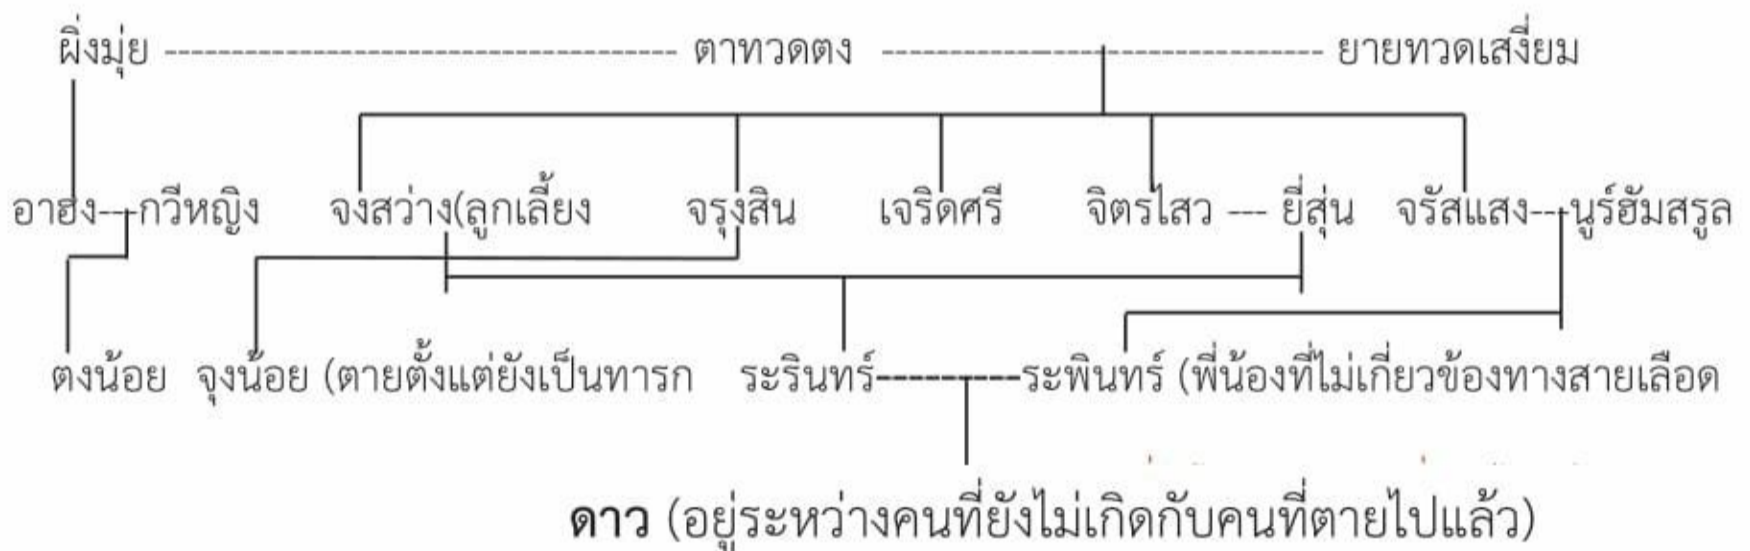 ผิ่งมุ่ย ------------------------------- ตาทวดตง --------------------------- ยายทวดเสงี่ยม
อาฮง---กวีหญิง จงสว่าง(ลูกเลี้ยง จรุงสิน เจริดศรี จิตรไสว --- ยี่สุ่น จรัสแสง---นูร์ฮัมสรูล
ตงน้อย จุงน้อย (ตายตั้งแต่ยังเป็นทารก ระรินทร์---------ระพินทร์ (พี่น้องที่ไม่เกี่ยวข้องทางสายเลือด
ดาว (อยู่ระหว่างคนที่ยังไม่เกิดกับคนที่ตายไปแล้ว)